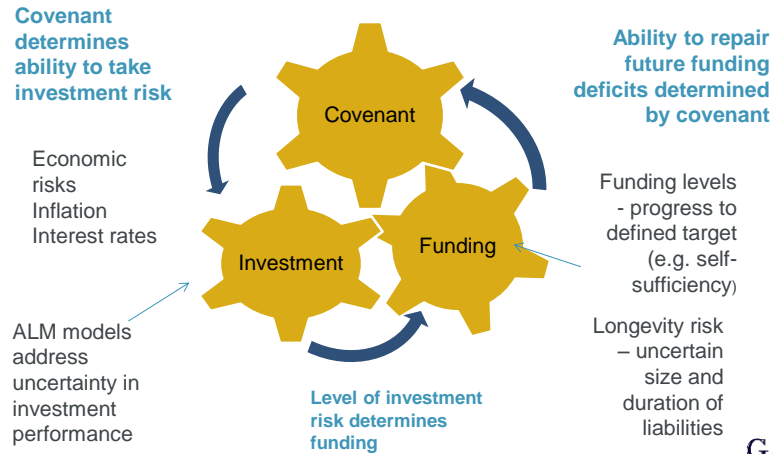 Covenant
determines
ability to take
investment risk
Ability to repair
future funding
deficits determined
by covenant
Covenant
Economic
risks
Inflation
Interest rates
Investment
Funding
Funding levels
- progress to
defined target
(e.g. self-
sufficiency)
ALM models
address
uncertainty in
investment
performance
Level of investment
risk determines
funding
Longevity risk
– uncertain
size and
duration of
liabilities
G